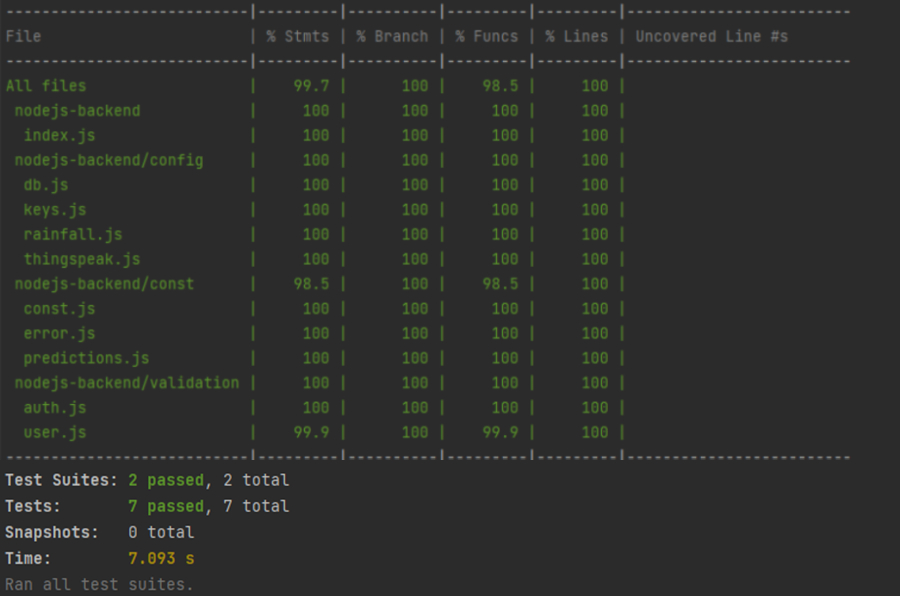 ---------------------------|---------|----------|---------|---------|-------------------------
File                       | % Stmts | % Branch | % Funcs | % Lines | Uncovered Line #s
---------------------------|---------|----------|---------|---------|-------------------------
All files                  |    99.7 |      100 |    98.5 |     100 |
 nodejs-backend            |     100 |      100 |     100 |     100 |
  index.js                 |     100 |      100 |     100 |     100 |
 nodejs-backend/config     |     100 |      100 |     100 |     100 |
  db.js                    |     100 |      100 |     100 |     100 |
  keys.js                  |     100 |      100 |     100 |     100 |
  rainfall.js              |     100 |      100 |     100 |     100 |
  thingspeak.js            |     100 |      100 |     100 |     100 |
 nodejs-backend/const      |    98.5 |      100 |    98.5 |     100 |
  const.js                 |     100 |      100 |     100 |     100 |
  error.js                 |     100 |      100 |     100 |     100 |
  predictions.js           |     100 |      100 |     100 |     100 |
 nodejs-backend/validation |     100 |      100 |     100 |     100 |
  auth.js                  |     100 |      100 |     100 |     100 |
  user.js                  |    99.9 |      100 |    99.9 |     100 |
---------------------------|---------|----------|---------|---------|-------------------------
Test Suites: 2 passed, 2 total
Tests:       7 passed, 7 total
Snapshots:   0 total
Time:        7.093 s
Ran all test suites.